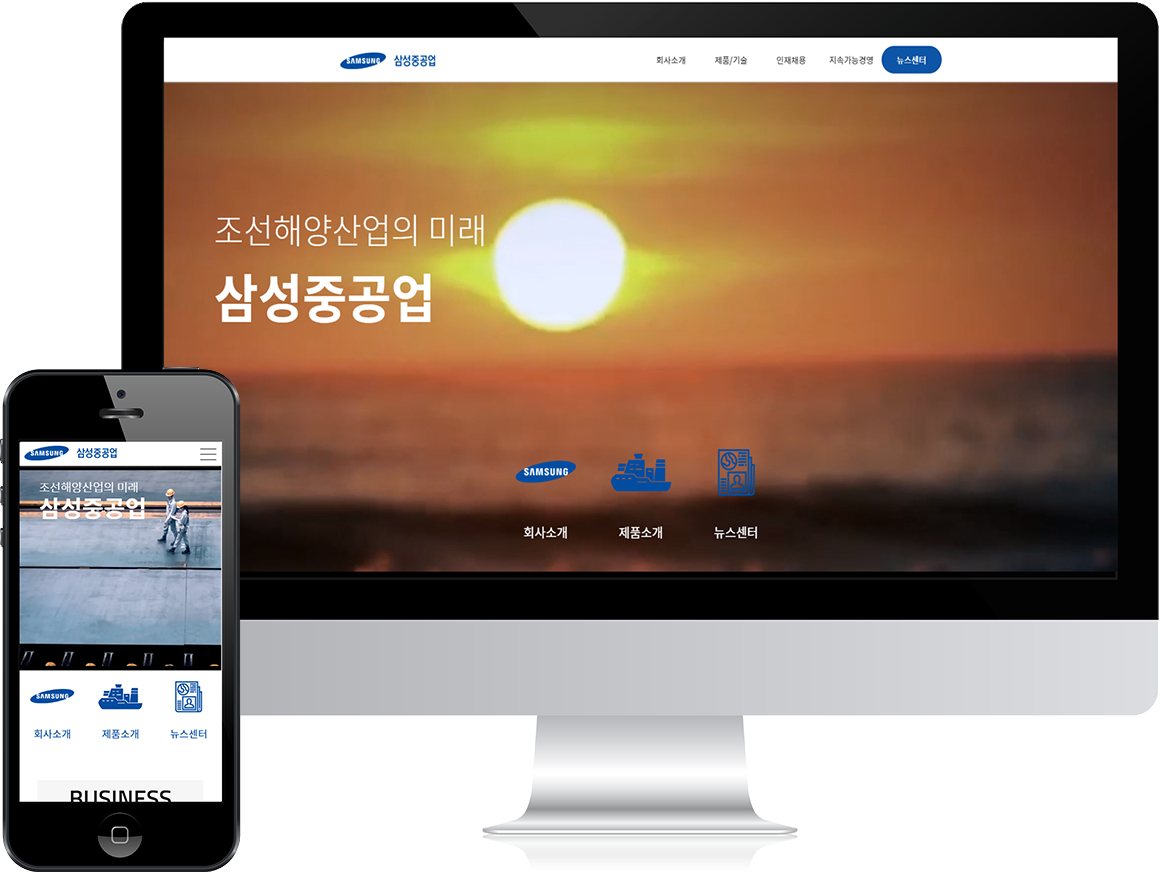 SAMSUNG 삼성중공업
회사소개 제품/기술 인재채용 지속가능경영 뉴스센터
조선해양산업의 미래
삼성중공업
SAMSUNG
회사소개 제품소개 뉴스센터
SAMSUNG 삼성중공업
조선해양산업의 미래
삼성중공업
SAMSUNG
회사소개 제품소개 뉴스센터
BUSINESS